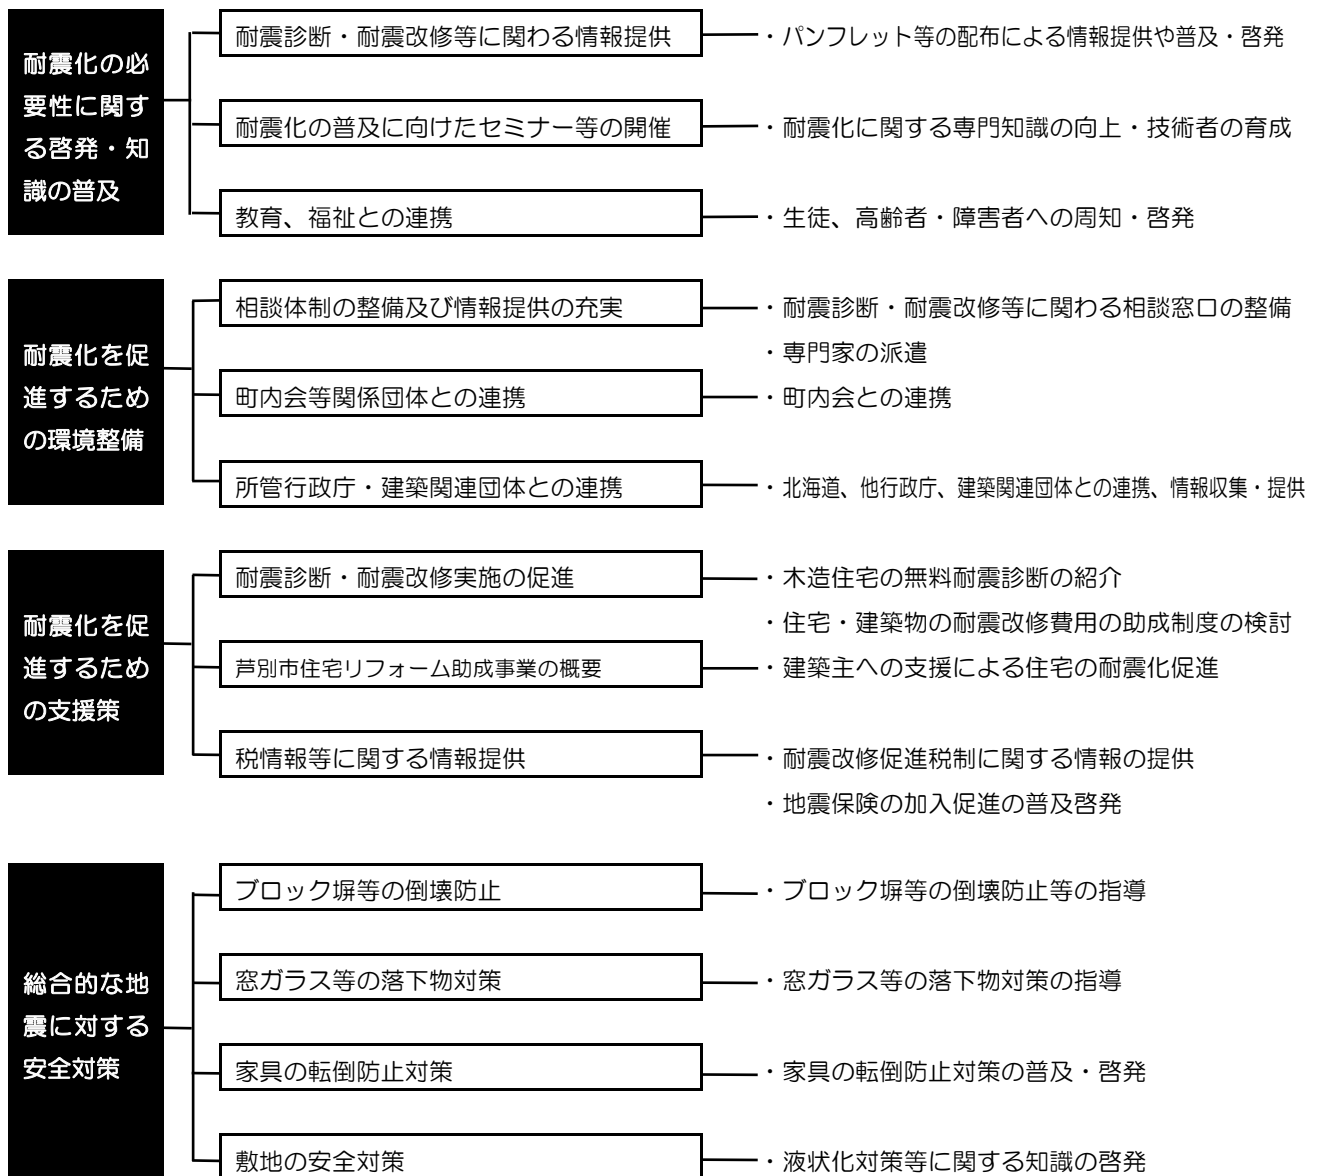 耐震化の必
要性に関す
る啓発・知
識の普及
耐震診断・耐震改修等に関わる情報提供
・パンフレット等の配布による情報提供や普及・啓発
耐震化の普及に向けたセミナー等の開催
・耐震化に関する専門知識の向上・技術者の育成
教育、福祉との連携
・生徒、高齢者・障害者への周知・啓発
耐震化を促
進するため
の環境整備
相談体制の整備及び情報提供の充実
・耐震診断・耐震改修等に関わる相談窓口の整備
・専門家の派遣
町内会等関係団体との連携
・町内会との連携
所管行政庁・建築関連団体との連携
・北海道、他行政庁、建築関連団体との連携、情報収集・提供
耐震化を促
進するため
の支援策
耐震診断・耐震改修実施の促進
・木造住宅の無料耐震診断の紹介
・住宅・建築物の耐震改修費用の助成制度の検討
芦別市住宅リフォーム助成事業の概要
・建築主への支援による住宅の耐震化促進
税情報等に関する情報提供
・耐震改修促進税制に関する情報の提供
・地震保険の加入促進の普及啓発
総合的な地
震に対する
安全対策
ブロック塀等の倒壊防止
・ブロック塀等の倒壊防止等の指導
窓ガラス等の落下物対策
・窓ガラス等の落下物対策の指導
家具の転倒防止対策
・家具の転倒防止対策の普及・啓発
敷地の安全対策
・液状化対策等に関する知識の啓発